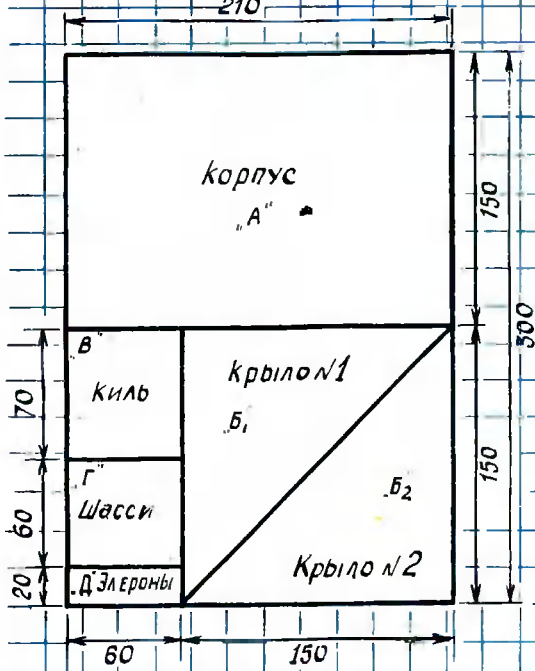 210
корпус
„А"
150
300
150
„В"
киль
70
Крыло №1
„Б1
„Г"
Шасси
60
„Б2
Крыло №2
„Д" Элероны
20
60
150